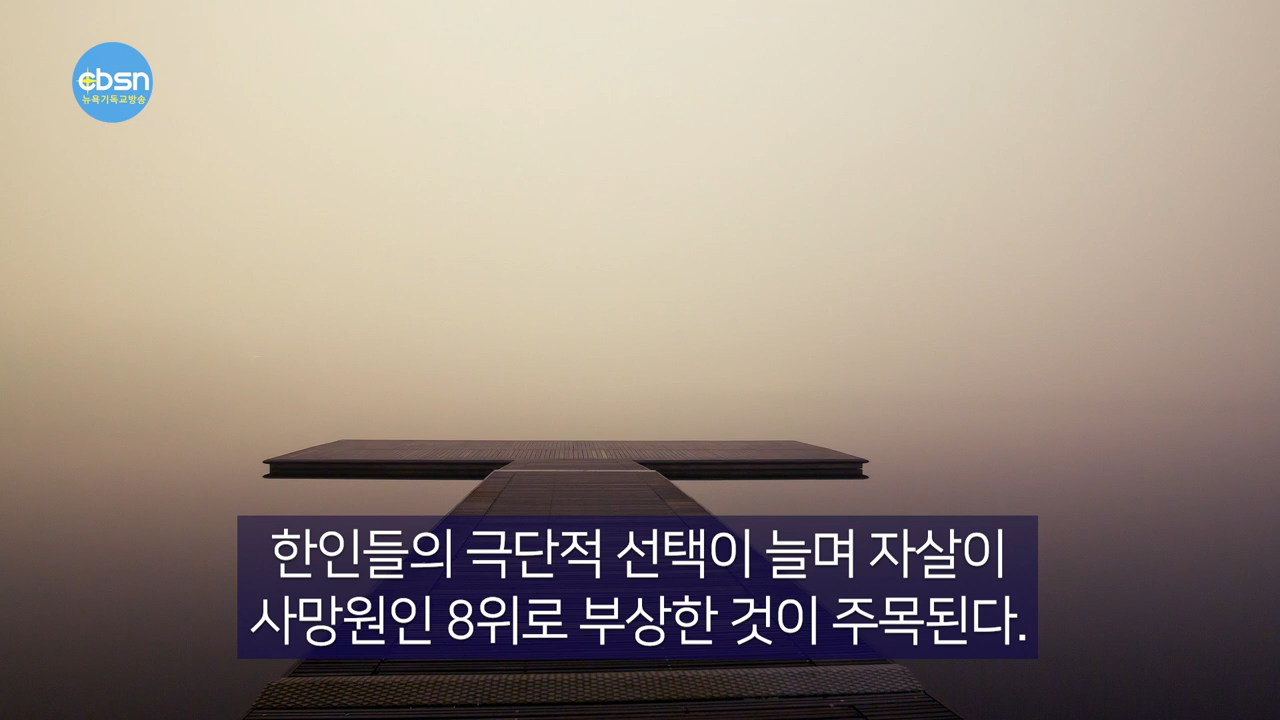 cbsn
뉴욕기독교방송
한인들의 극단적 선택이 늘며 자살이
사망원인 8위로 부상한 것이 주목된다.